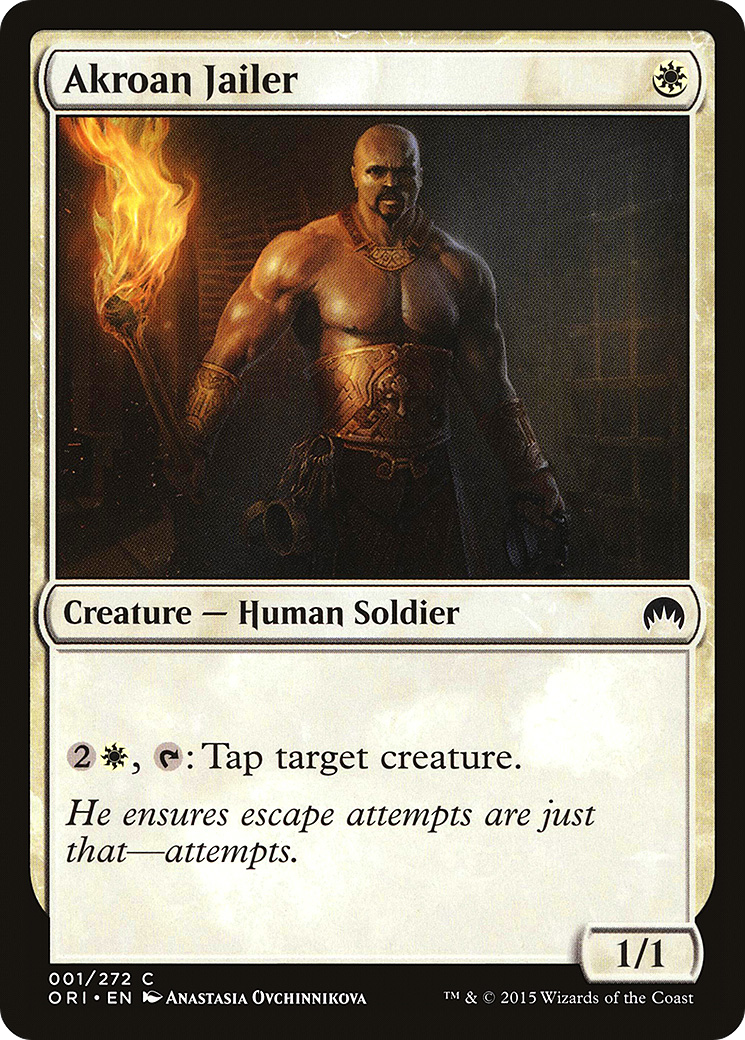 Akroan Jailer
Creature — Human Soldier
2, : Tap target creature.
He ensures escape attempts are just
that—attempts.
1/1
001/272 C
ORI • EN Anastasia Ovchinnikova
™ & © 2015 Wizards of the Coast